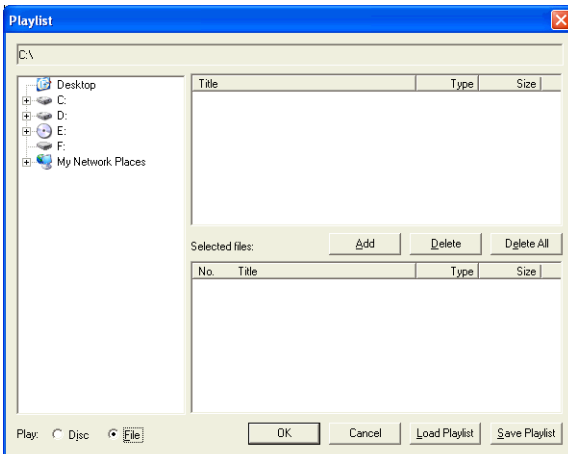 Playlist
C:\
Desktop
C:
D:
E:
F:
My Network Places
Title Type Size
Selected files: Add Delete Delete All
No. Title Type Size
Play: Disc File OK Cancel Load Playlist Save Playlist